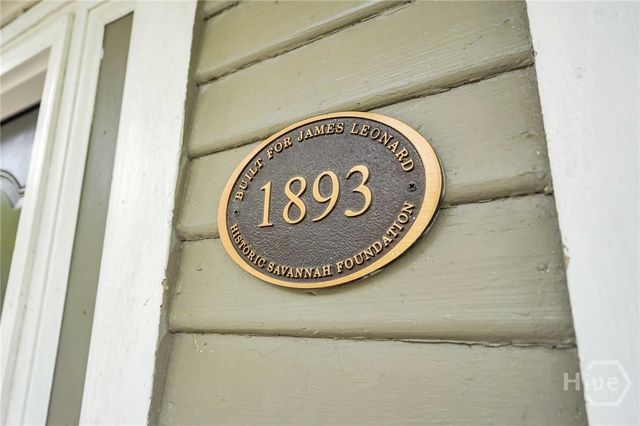 BUILT FOR JAMES LEONARD
1893
HISTORIC SAVANNAH FOUNDATION
Hive